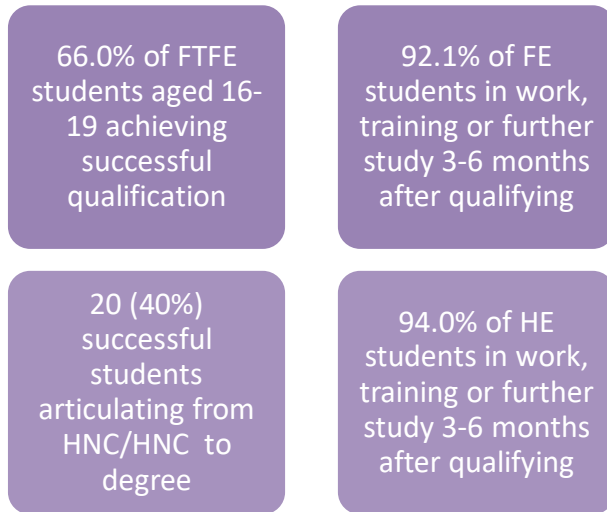 66.0% of FTFE
students aged 16-
19 achieving
successful
qualification
92.1% of FE
students in work,
training or further
study 3-6 months
after qualifying
20 (40%)
successful
students
articulating from
HNC/HNC to
degree
94.0% of HE
students in work,
training or further
study 3-6 months
after qualifying